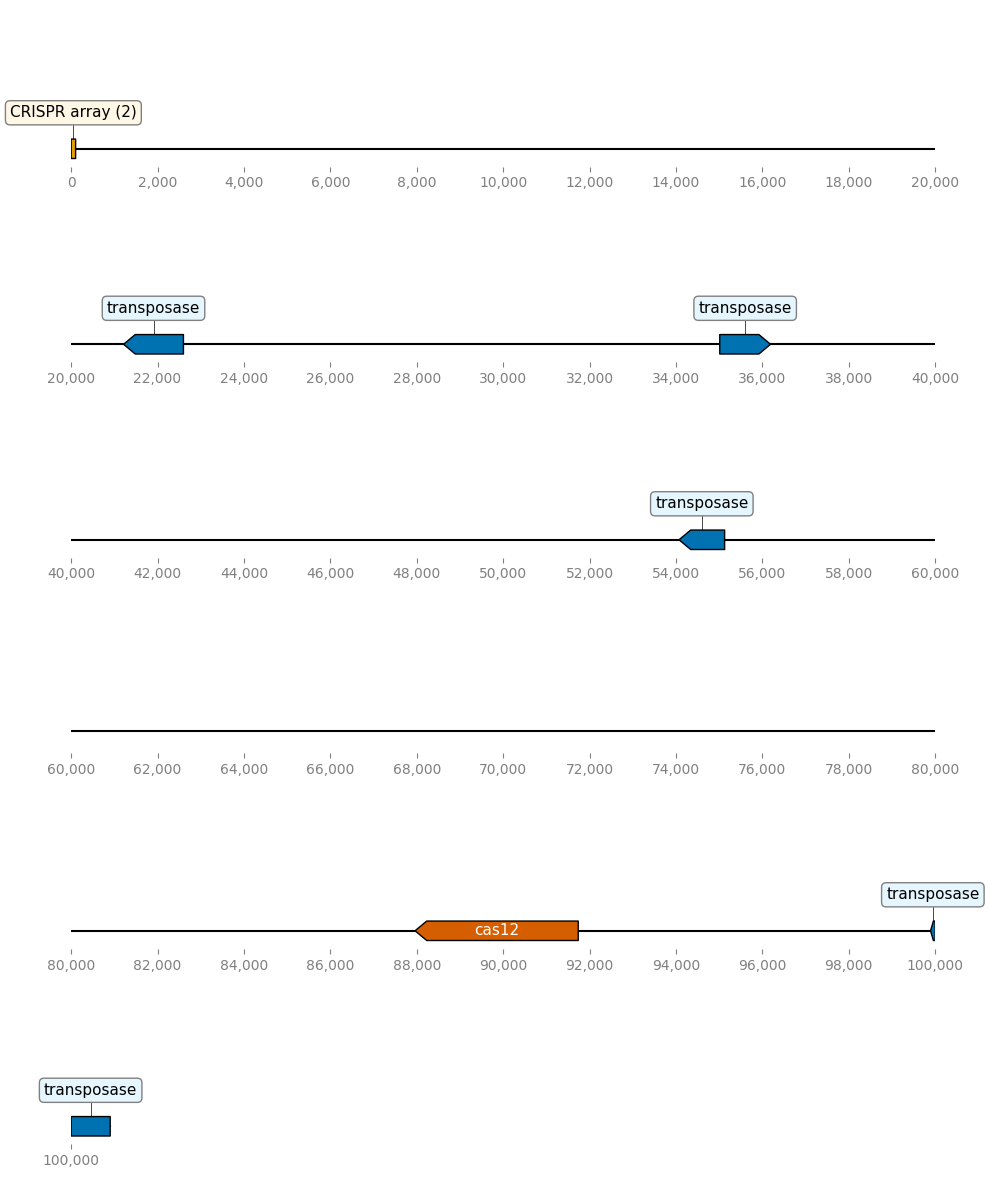 CRISPR array (2)
0 2,000 4,000 6,000 8,000 10,000 12,000 14,000 16,000 18,000 20,000
transposase transposase
20,000 22,000 24,000 26,000 28,000 30,000 32,000 34,000 36,000 38,000 40,000
transposase
40,000 42,000 44,000 46,000 48,000 50,000 52,000 54,000 56,000 58,000 60,000
60,000 62,000 64,000 66,000 68,000 70,000 72,000 74,000 76,000 78,000 80,000
transposase
cas12
80,000 82,000 84,000 86,000 88,000 90,000 92,000 94,000 96,000 98,000 100,000
transposase
100,000